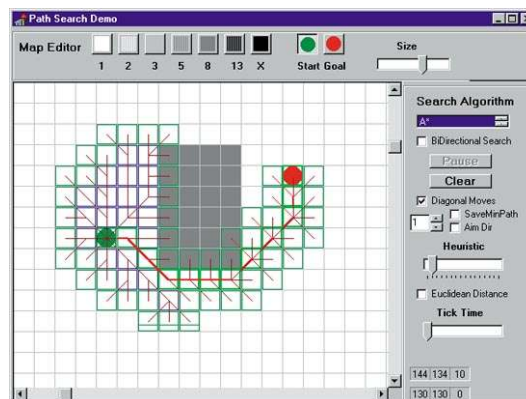 Path Search Demo
Map Editor
1 2 3 5 8 13 X
Start Goal
Size
Search Algorithm
A*
BiDirectional Search
Pause
Clear
Diagonal Moves
1
SaveMinPath
Aim Dir
Heuristic
Euclidean Distance
Tick Time
144 134 10
130 130 0